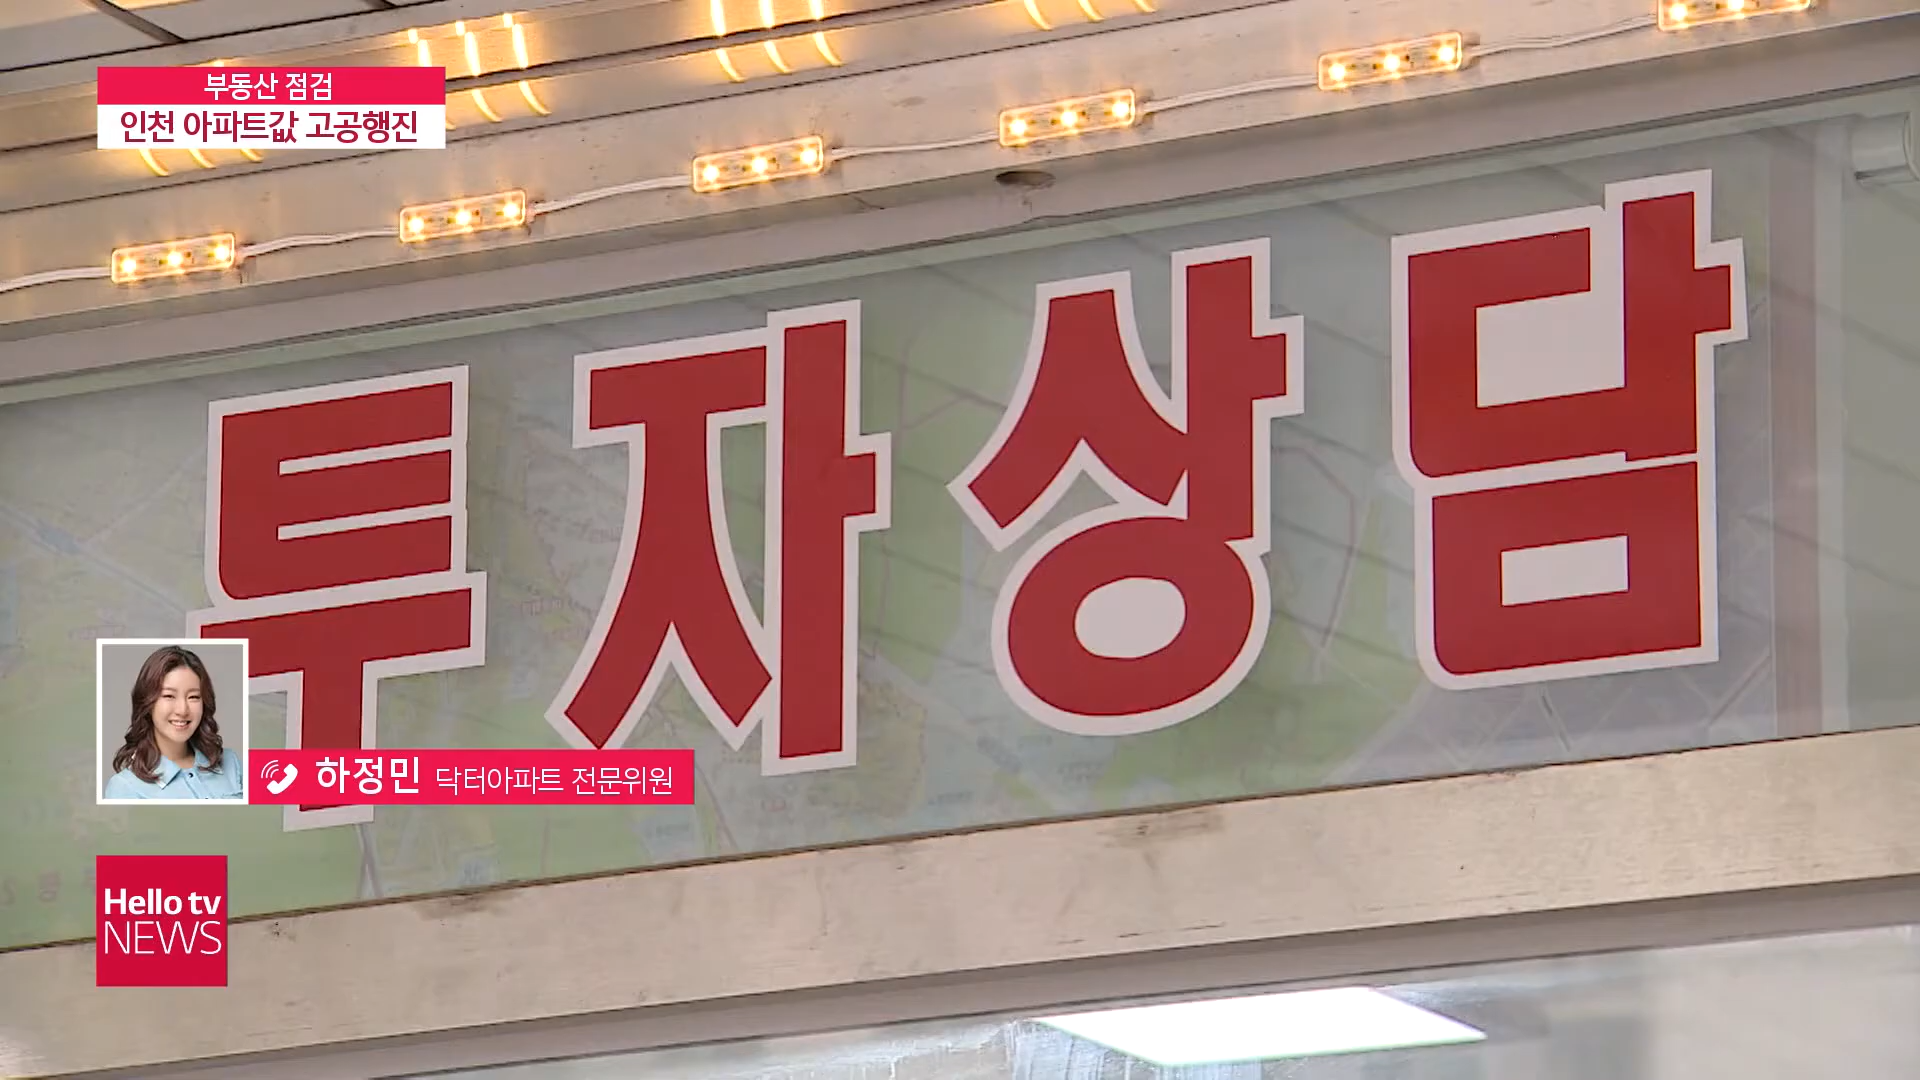 부동산 점검
인천 아파트값 고공행진
투자상담
하정민 닥터아파트 전문위원
Hello tv
NEWS